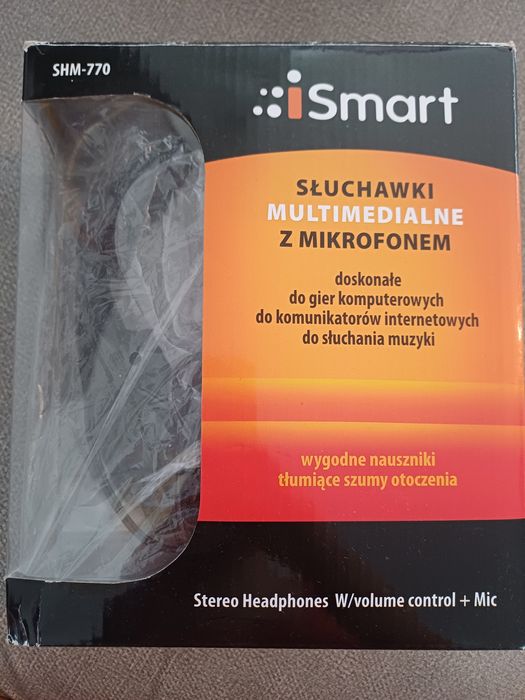 SHM-770
iSmart
SŁUCHAWKI
MULTIMEDIALNE
Z MIKROFONEM
doskonałe
do gier komputerowych
do komunikatorów internetowych
do słuchania muzyki
wygodne nauszniki
tłumiące szumy otoczenia
Stereo Headphones W/volume control + Mic